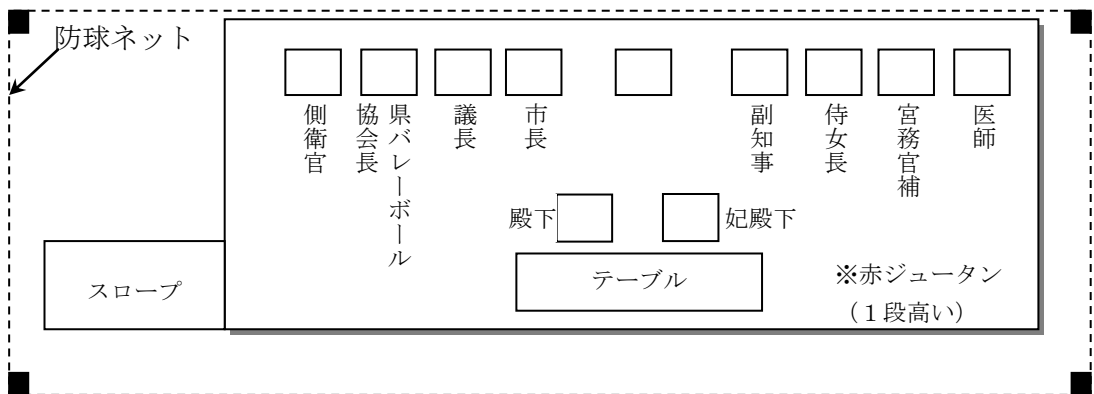 防球ネット
側衛官
県バレーボール
協会長
議長
市長
副知事
侍女長
宮務官補
医師
殿下
妃殿下
スロープ
テーブル
※赤ジュータン
（１段高い）